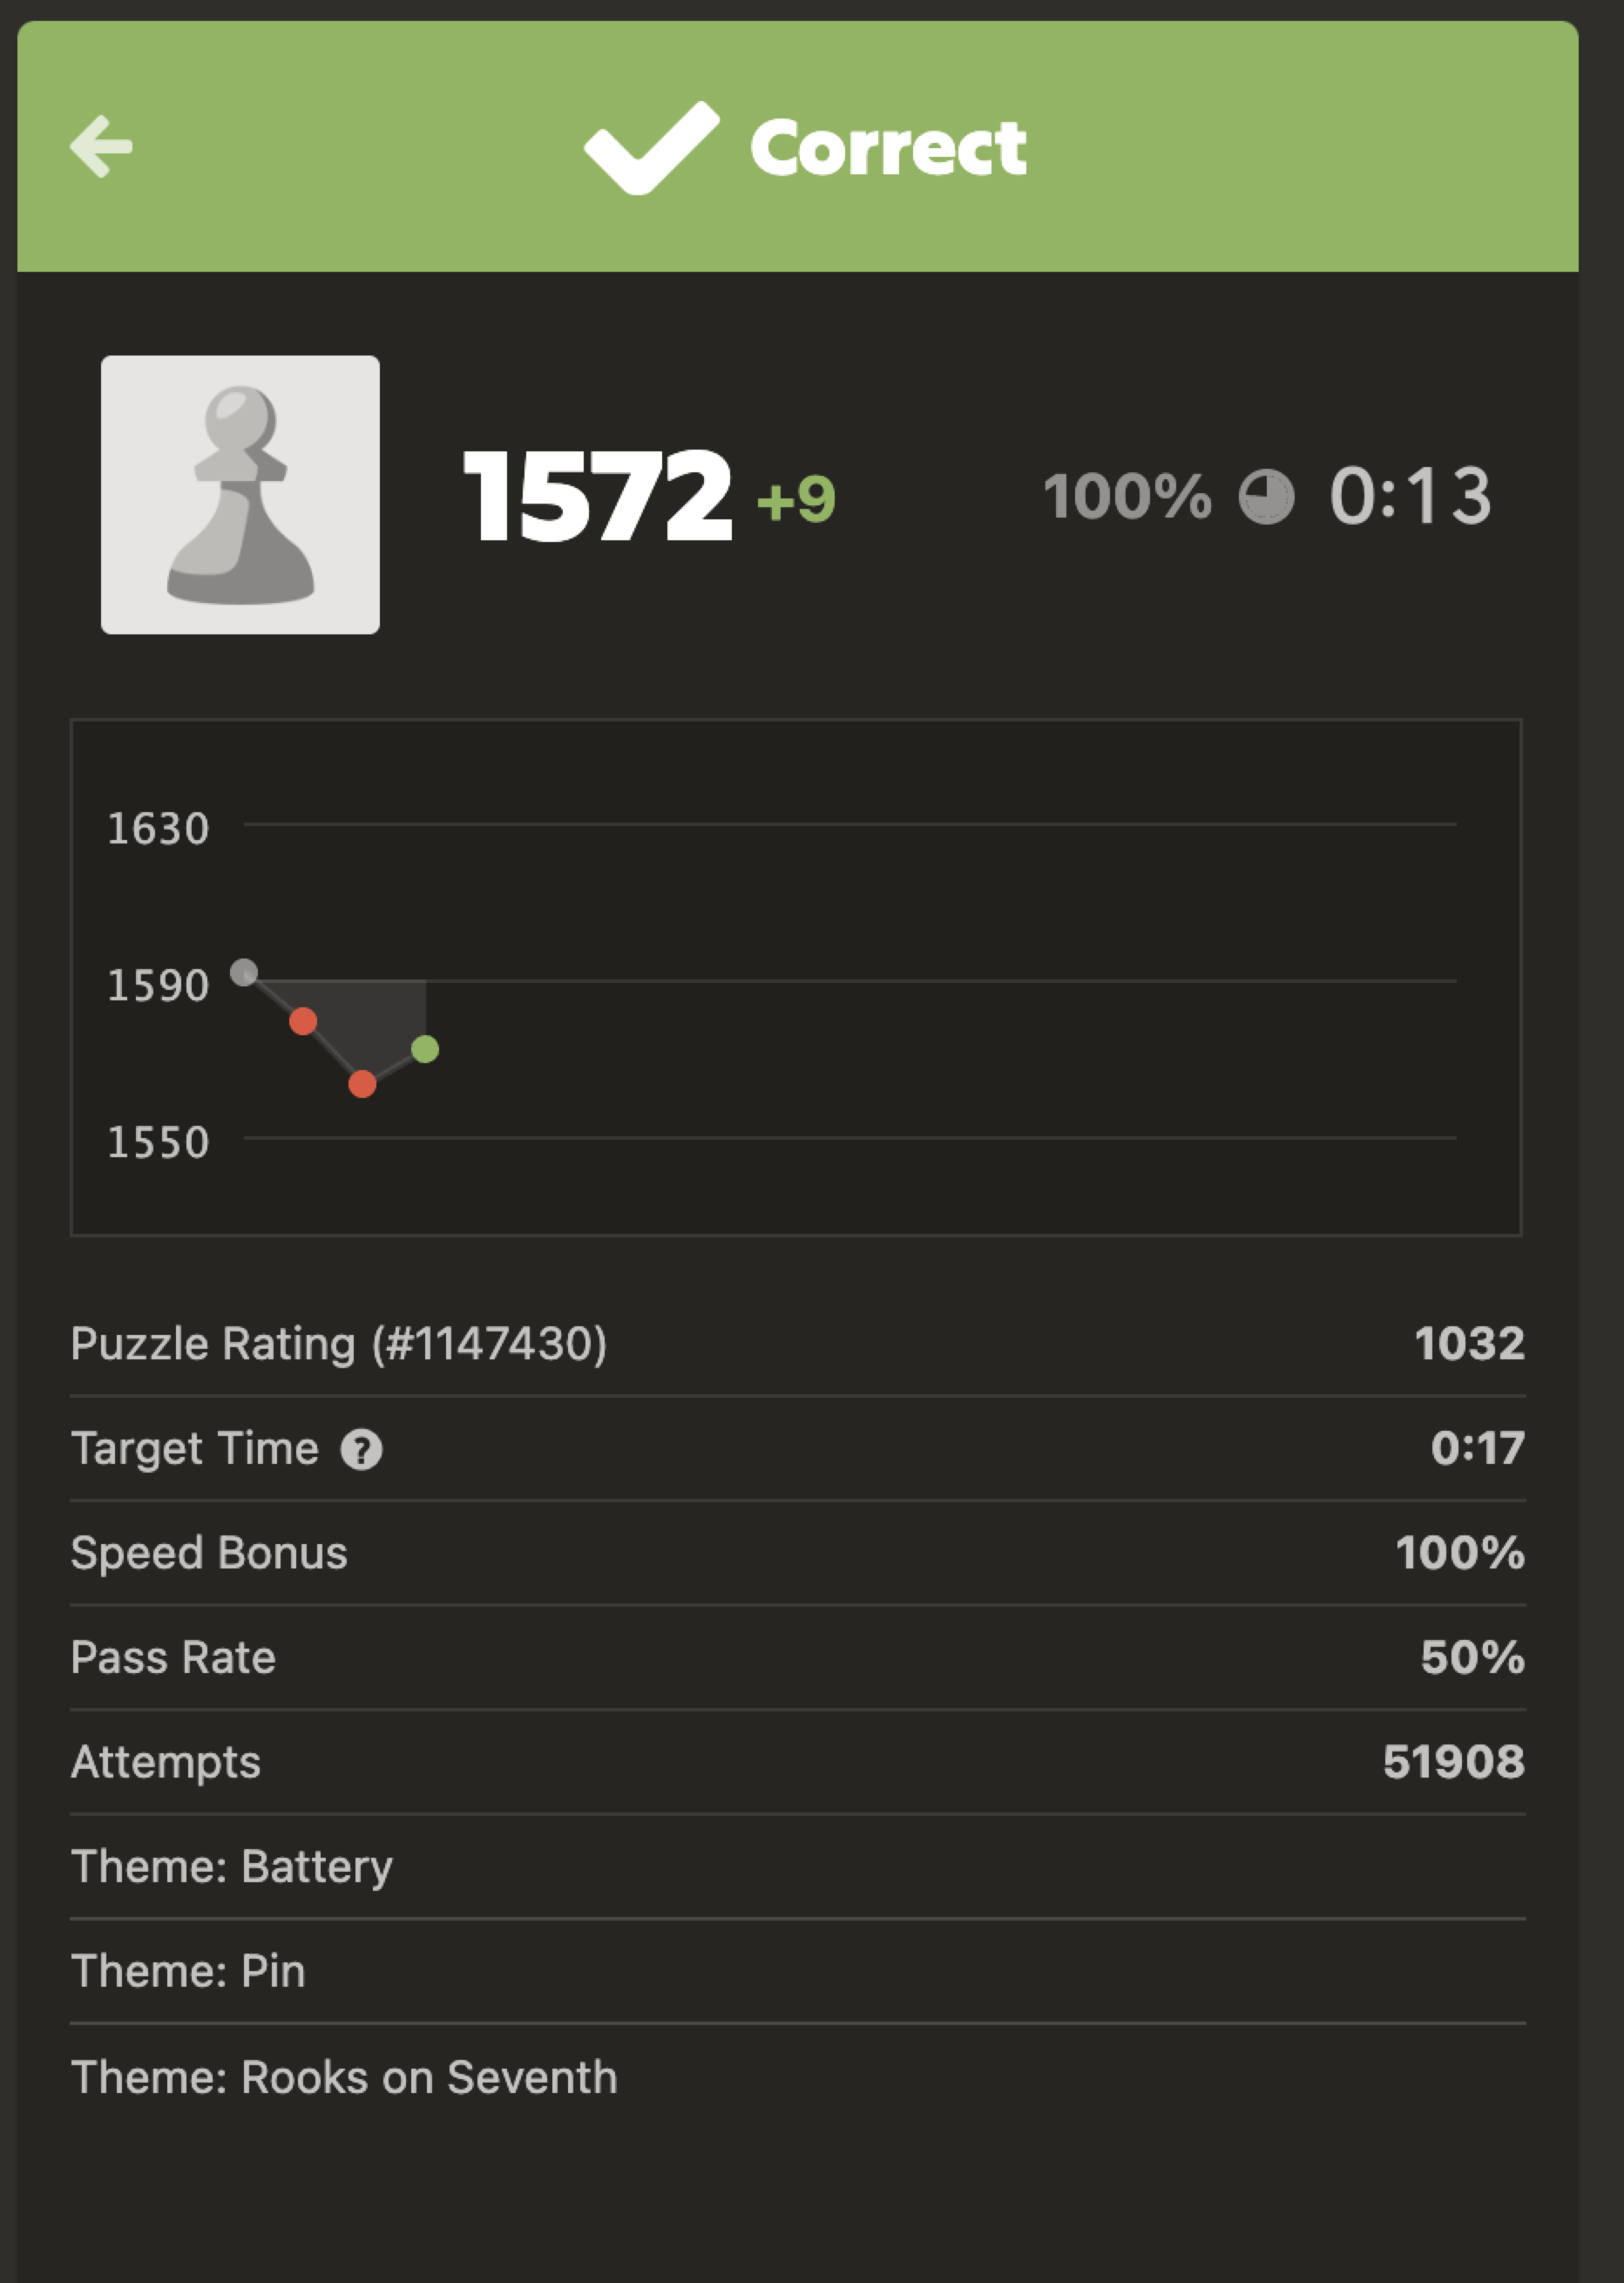 Correct
1572 +9 100% 0:13
1630
1590
1550
Puzzle Rating (#1147430) 1032
Target Time ? 0:17
Speed Bonus 100%
Pass Rate 50%
Attempts 51908
Theme: Battery
Theme: Pin
Theme: Rooks on Seventh